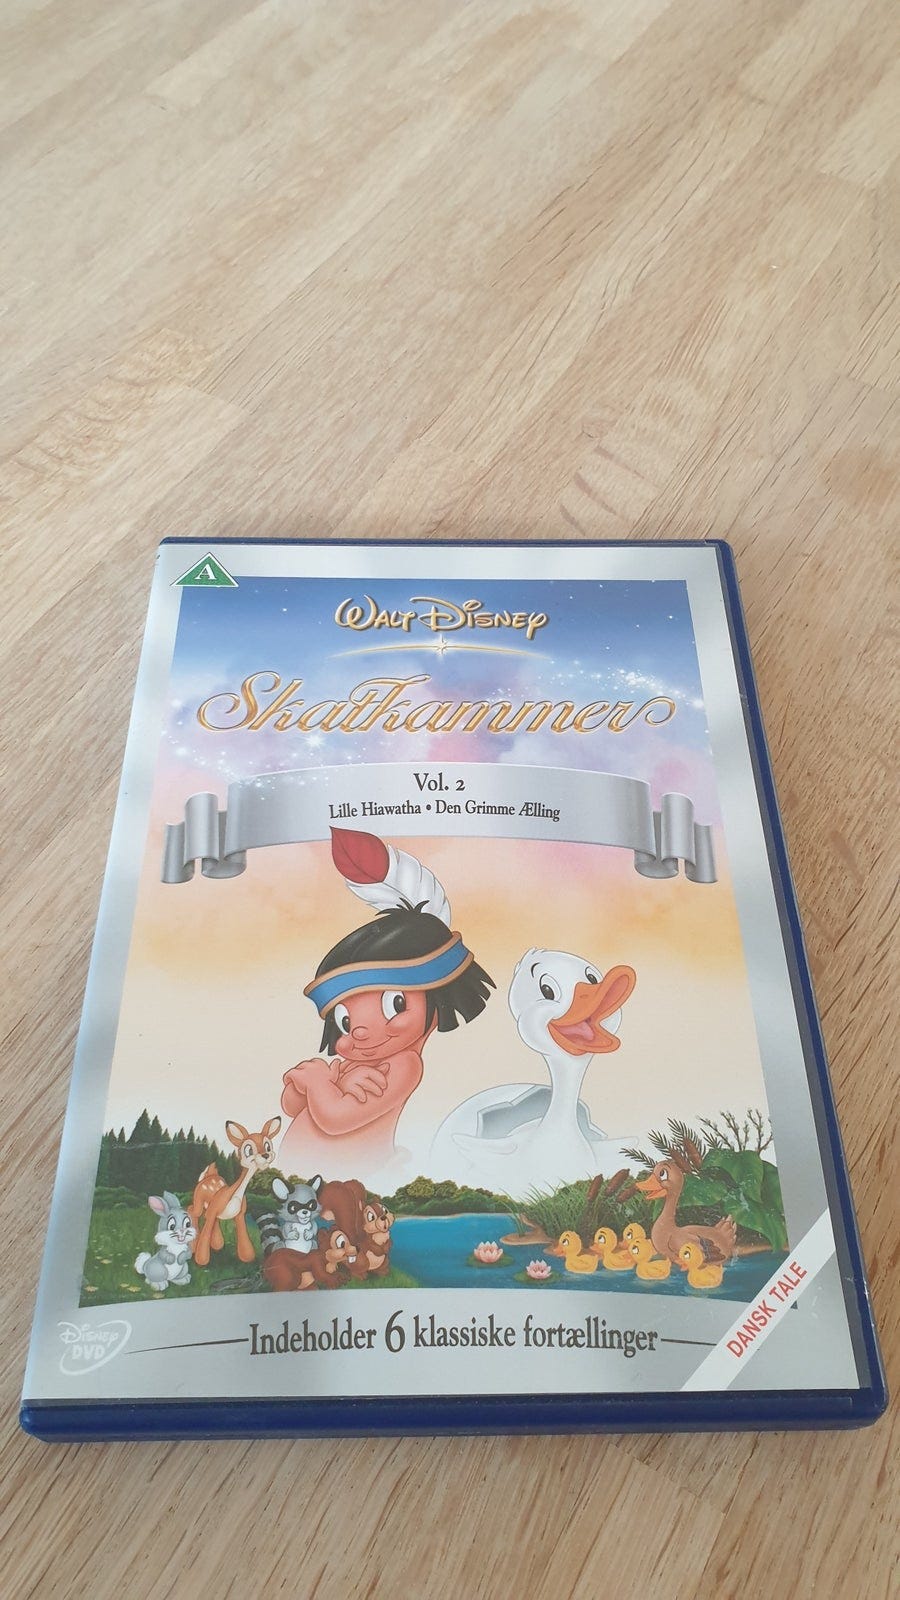 A
WALT DISNEY
Skatkammer
Vol. 2
Lille Hiawatha • Den Grimme Ælling
Indeholder 6 klassiske fortællinger
DISNEY
DVD
DANSK TALE